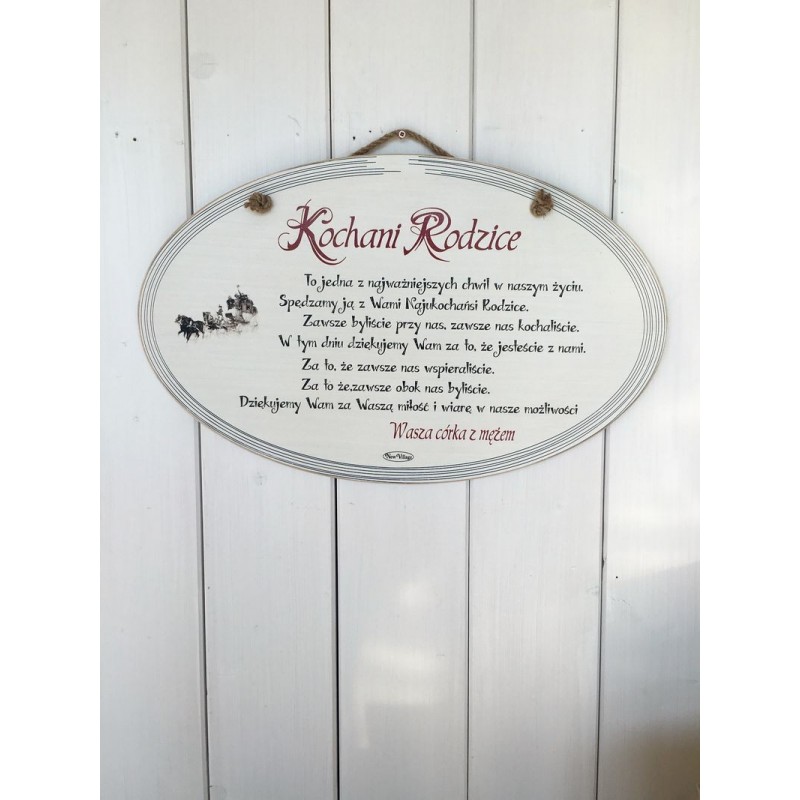 Kochani Rodzice
To jedna z najważniejszych chwil w naszym życiu.
Spędzamy ją z Wami Najukochańsi Rodzice.
Zawsze byliście przy nas, zawsze nas kochaliście.
W tym dniu dziękujemy Wam za to, że jesteście z nami.
Za to, że zawsze nas wspieraliście.
Za to że,zawsze obok nas byliście.
Dziękujemy Wam za Waszą miłość i wiarę w nasze możliwości
Wasza córka z mężem
New Village